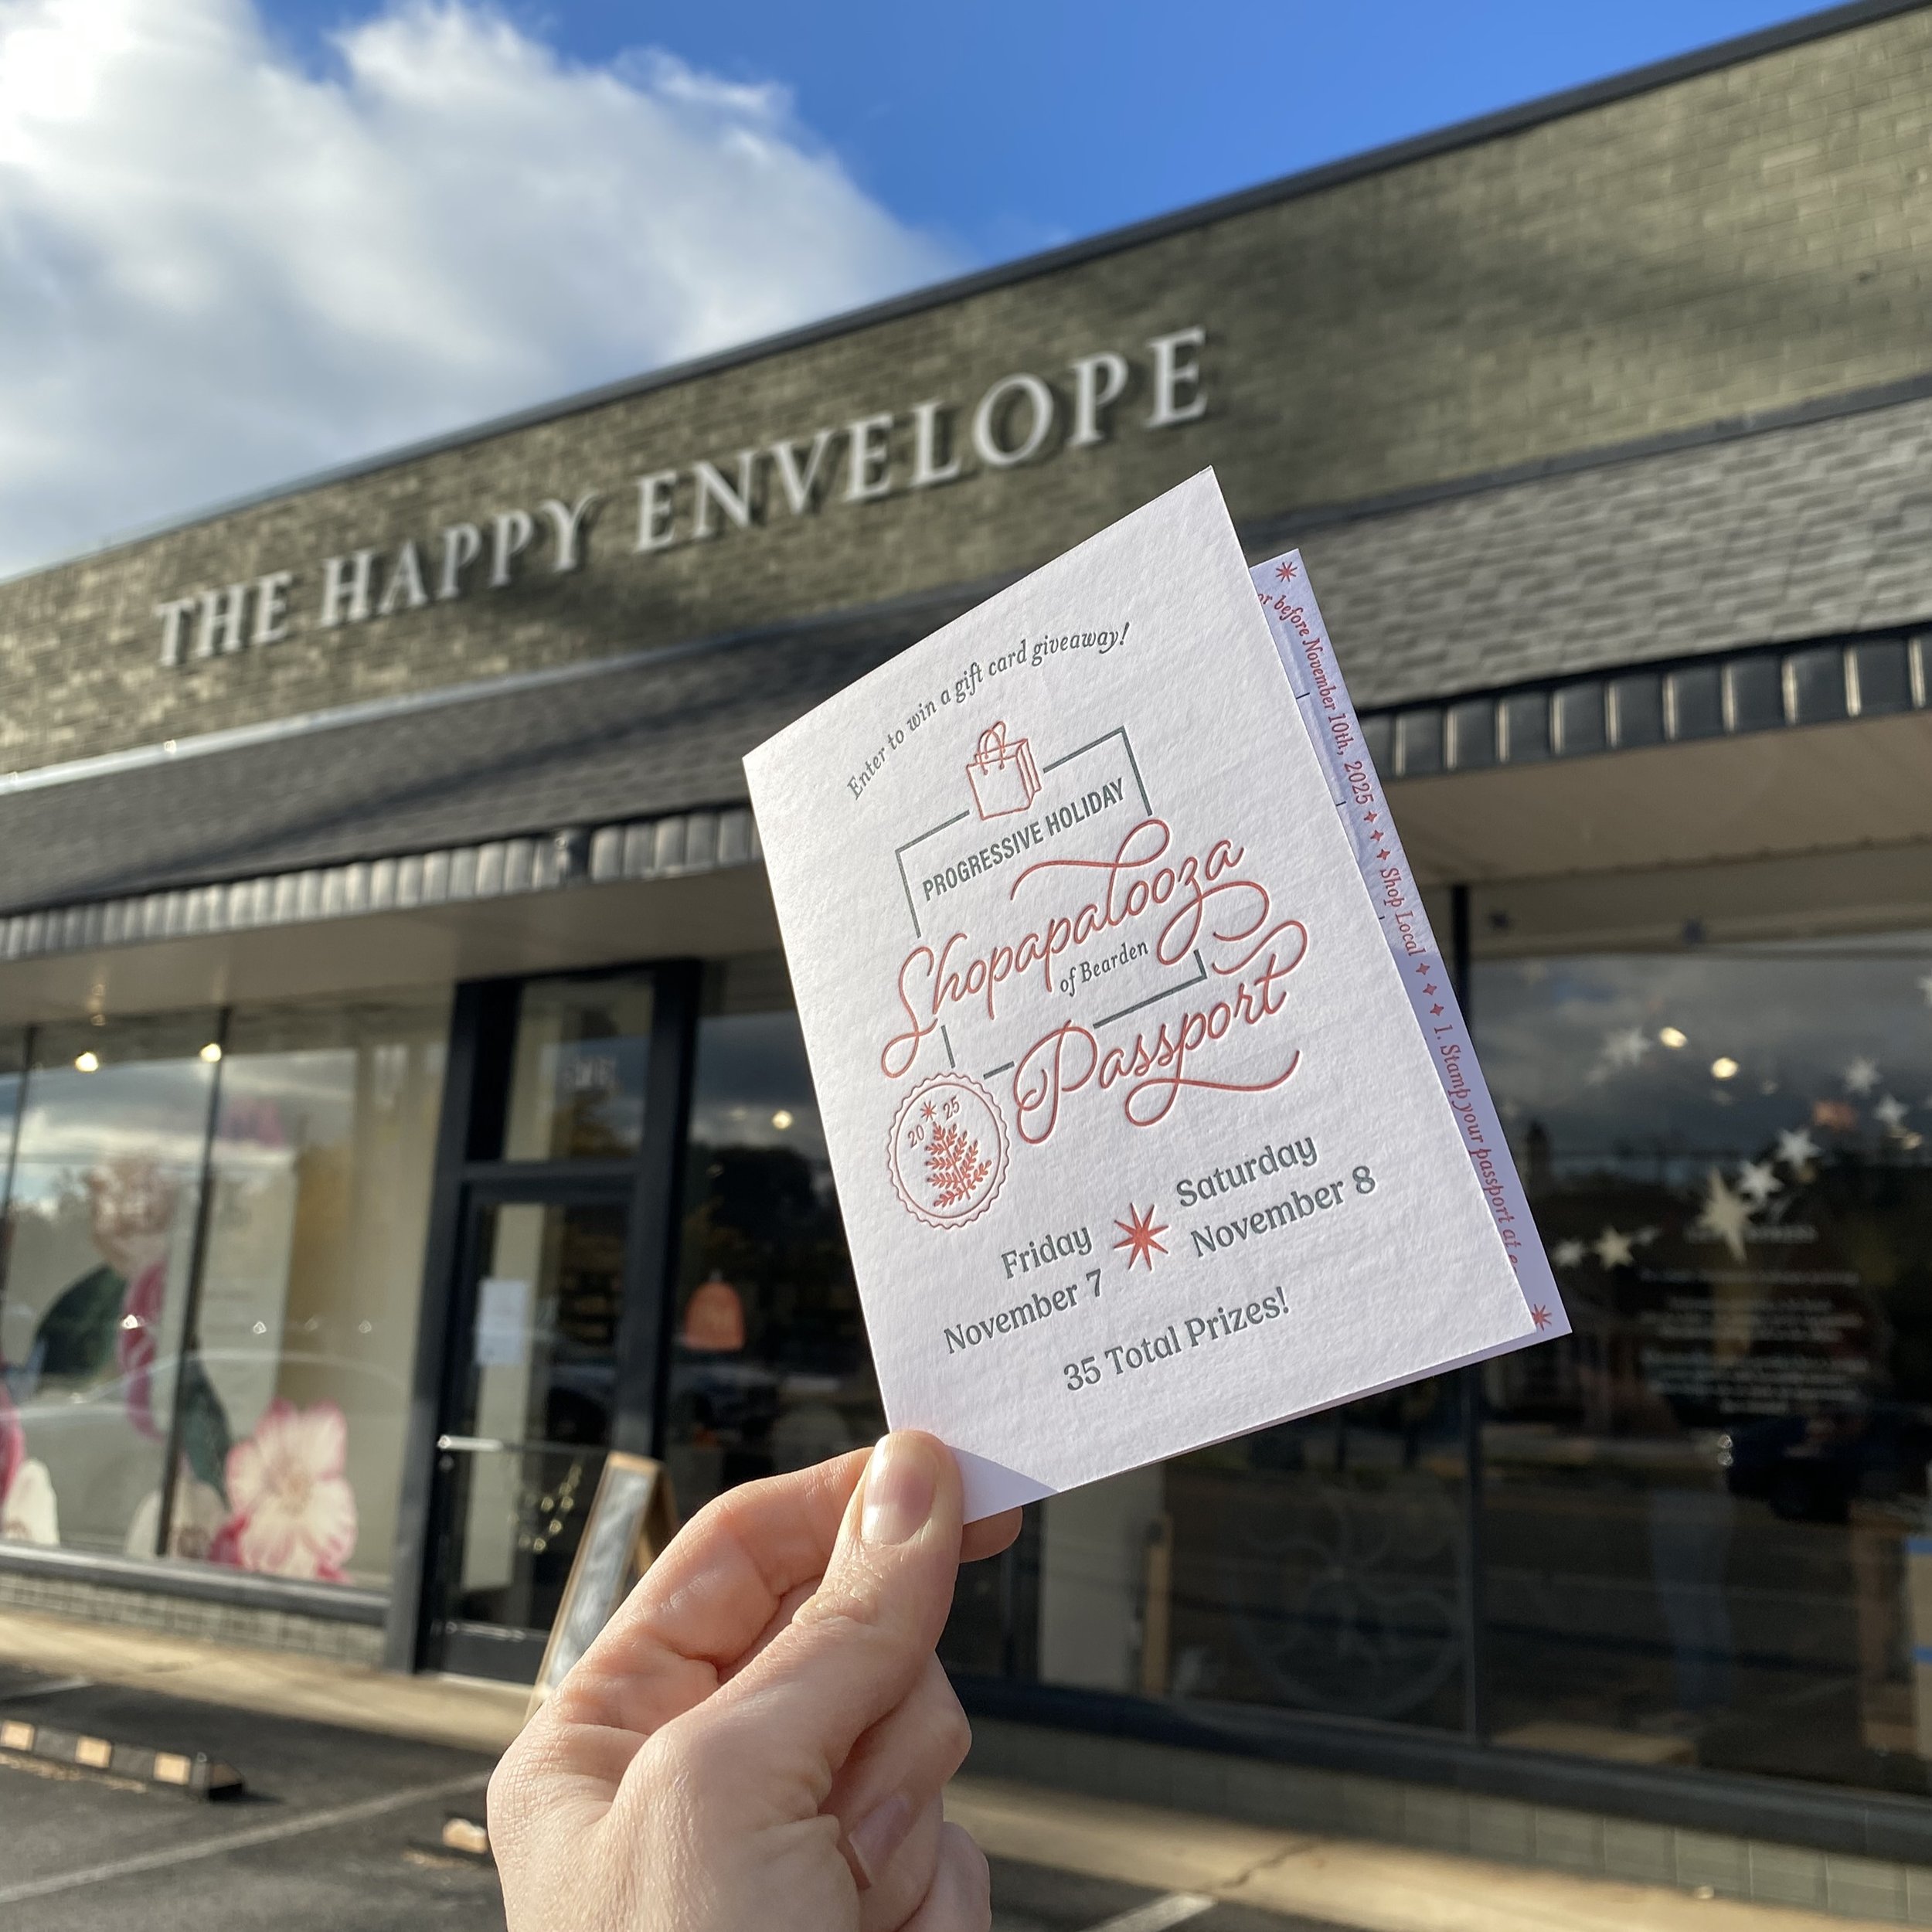 THE HAPPY ENVELOPE
Enter to win a gift card giveaway!
PROGRESSIVE HOLIDAY
Shopapalooza
of Bearden
Passport
20 25
Friday
November 7
Saturday
November 8
35 Total Prizes!
or before November 10th, 2025 ✦ ✦ ✦ Shop Local ✦ ✦ ✦ 1. Stamp your passport at